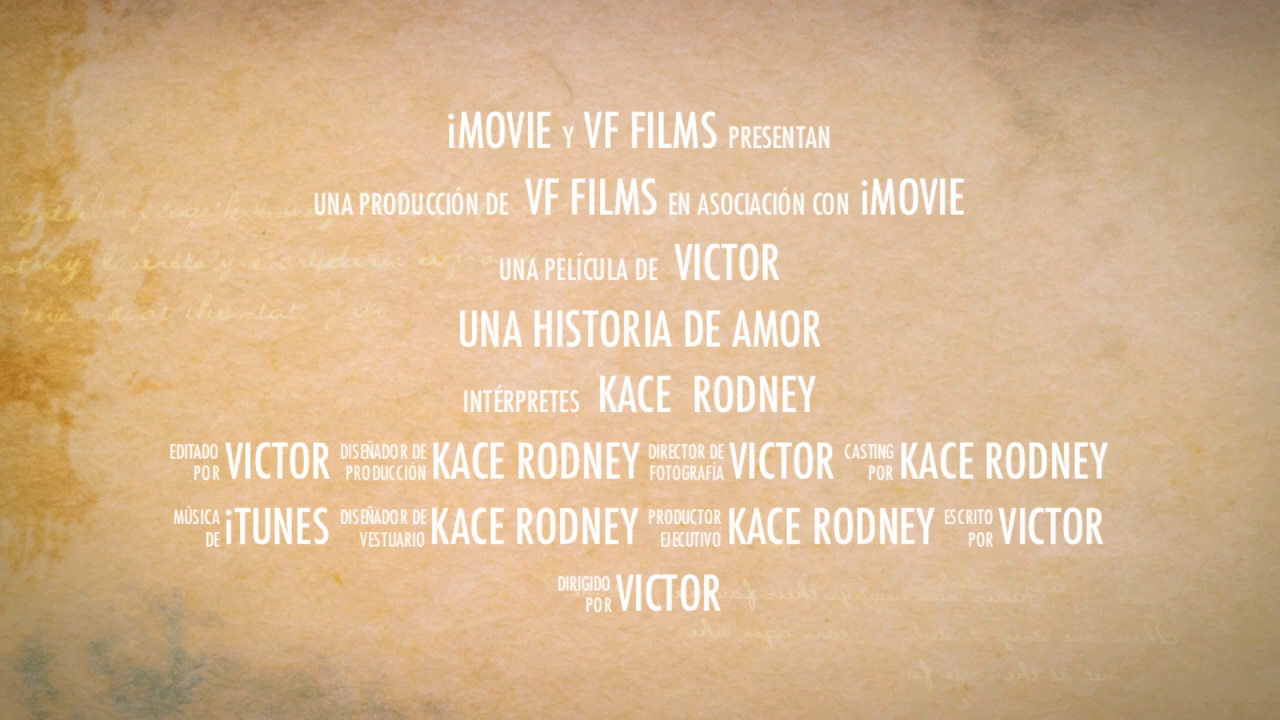 iMOVIE Y VF FILMS PRESENTAN
UNA PRODUCCIÓN DE VF FILMS EN ASOCIACIÓN CON iMOVIE
UNA PELÍCULA DE VICTOR
UNA HISTORIA DE AMOR
INTÉRPRETES KACE RODNEY
EDITADO POR VICTOR DISEÑADOR DE PRODUCCIÓN KACE RODNEY DIRECTOR DE FOTOGRAFÍA VICTOR CASTING POR KACE RODNEY
MÚSICA DE iTUNES DISEÑADOR DE VESTUARIO KACE RODNEY PRODUCTOR EJECUTIVO KACE RODNEY ESCRITO POR VICTOR
DIRIGIDO POR VICTOR